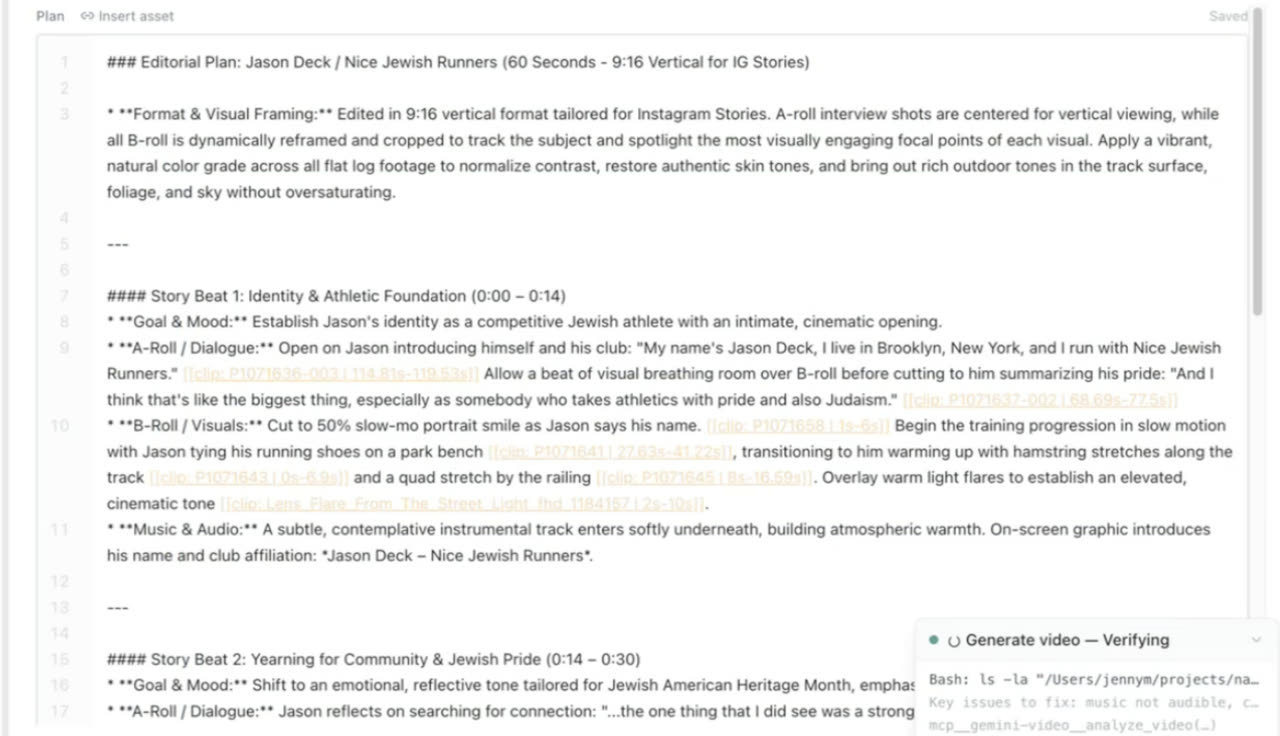 Plan Insert asset Saved
1 ### Editorial Plan: Jason Deck / Nice Jewish Runners (60 Seconds - 9:16 Vertical for IG Stories)
2
3 * **Format & Visual Framing:** Edited in 9:16 vertical format tailored for Instagram Stories. A-roll interview shots are centered for vertical viewing, while
all B-roll is dynamically reframed and cropped to track the subject and spotlight the most visually engaging focal points of each visual. Apply a vibrant,
natural color grade across all flat log footage to normalize contrast, restore authentic skin tones, and bring out rich outdoor tones in the track surface,
foliage, and sky without oversaturating.
4
5 ---
6
7 #### Story Beat 1: Identity & Athletic Foundation (0:00 – 0:14)
8 * **Goal & Mood:** Establish Jason's identity as a competitive Jewish athlete with an intimate, cinematic opening.
9 * **A-Roll / Dialogue:** Open on Jason introducing himself and his club: "My name's Jason Deck, I live in Brooklyn, New York, and I run with Nice Jewish
Runners." [[clip: P1071636-003 | 114.81s-119.53s]] Allow a beat of visual breathing room over B-roll before cutting to him summarizing his pride: "And I
think that's like the biggest thing, especially as somebody who takes athletics with pride and also Judaism." [[clip: P1071637-002 | 68.69s-77.5s]]
10 * **B-Roll / Visuals:** Cut to 50% slow-mo portrait smile as Jason says his name. [[clip: P1071658 | 1s-6s]] Begin the training progression in slow motion
with Jason tying his running shoes on a park bench [[clip: P1071641 | 27.63s-41.22s]], transitioning to him warming up with hamstring stretches along the
track [[clip: P1071643 | 0s-6.9s]] and a quad stretch by the railing [[clip: P1071645 | 8s-16.59s]]. Overlay warm light flares to establish an elevated,
cinematic tone [[clip: Lens_Flare_From_The_Street_Light_fhd_1184157 | 2s-10s]].
11 * **Music & Audio:** A subtle, contemplative instrumental track enters softly underneath, building atmospheric warmth. On-screen graphic introduces
his name and club affiliation: *Jason Deck – Nice Jewish Runners*.
12
13 ---
14
15 #### Story Beat 2: Yearning for Community & Jewish Pride (0:14 – 0:30)
16 * **Goal & Mood:** Shift to an emotional, reflective tone tailored for Jewish American Heritage Month, emphas
17 * **A-Roll / Dialogue:** Jason reflects on searching for connection: "...the one thing that I did see was a strong
Generate video — Verifying
Bash: ls -la "/Users/jennym/projects/na…
Key issues to fix: music not audible, c…
mcp__gemini-video__analyze_video(…)